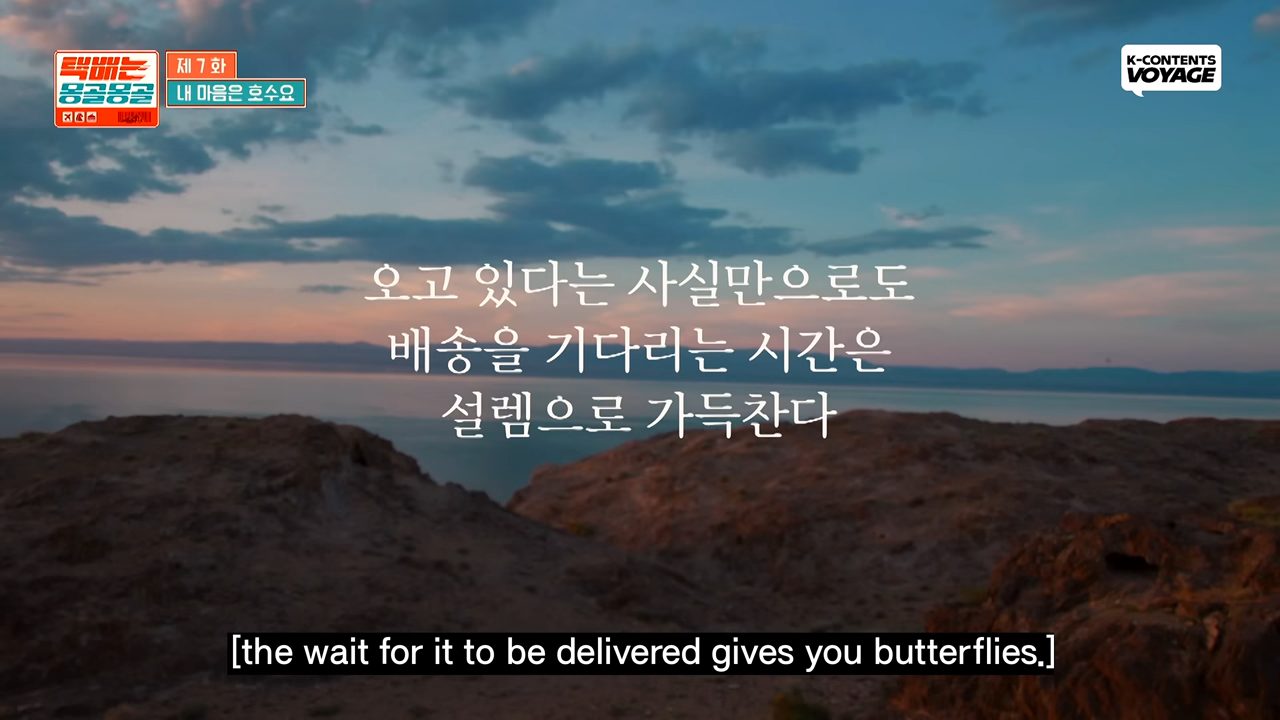 택배는
몽골몽골
제 7 화
내 마음은 호수요
K-CONTENTS
VOYAGE
오고 있다는 사실만으로도
배송을 기다리는 시간은
설렘으로 가득찬다
[the wait for it to be delivered gives you butterflies.]